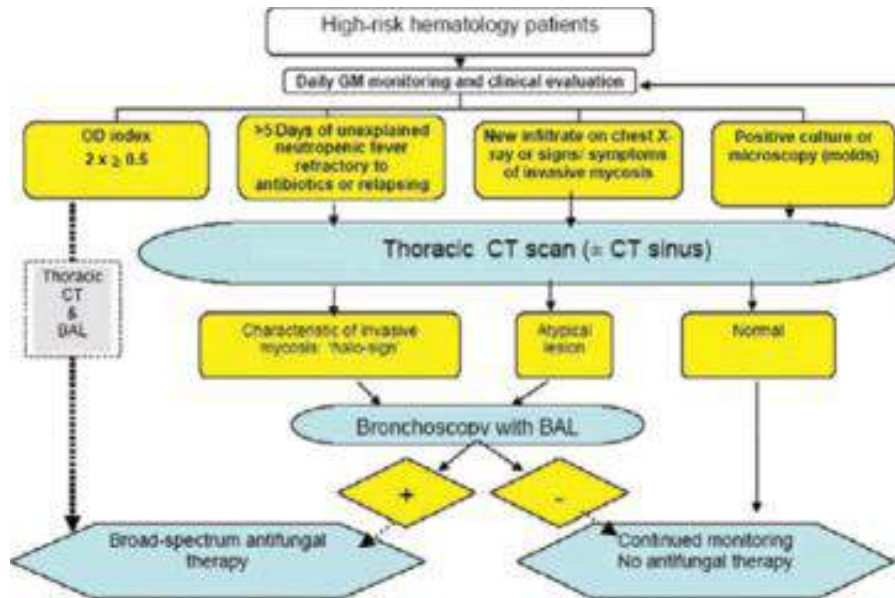 High-risk hematology patients
Daily GM monitoring and clinical evaluation
OD index
2 x ≥ 0.5
>5 Days of unexplained
neutropenic fever
refractory to
antibiotics or relapsing
New infiltrate on chest X-
ray or signs/ symptoms
of invasive mycosis
Positive culture or
microscopy (molds)
Thoracic CT scan (± CT sinus)
Thoracic
CT
&
BAL
Characteristic of invasive
mycosis: 'halo-sign'
Atypical
lesion
Normal
Bronchoscopy with BAL
+
-
Broad-spectrum antifungal
therapy
Continued monitoring
No antifungal therapy